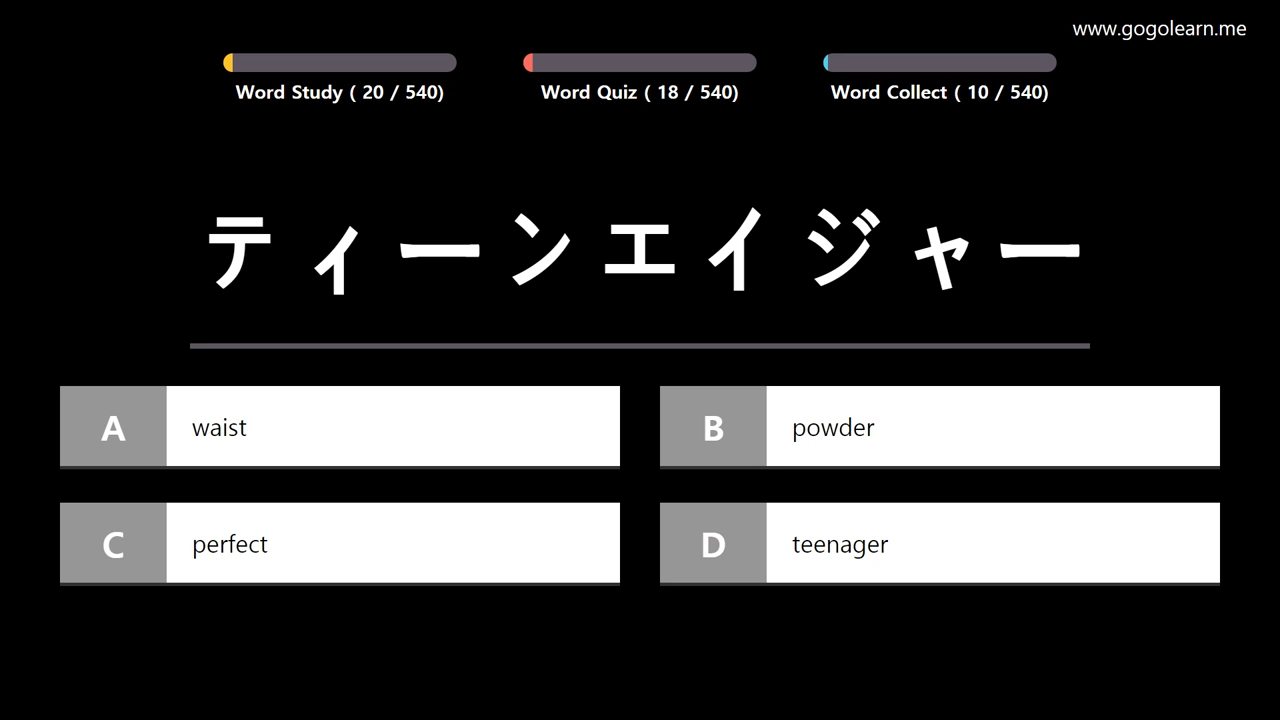 www.gogolearn.me
Word Study ( 20 / 540)
Word Quiz ( 18 / 540)
Word Collect ( 10 / 540)
ティーンエイジャー
A waist
B powder
C perfect
D teenager